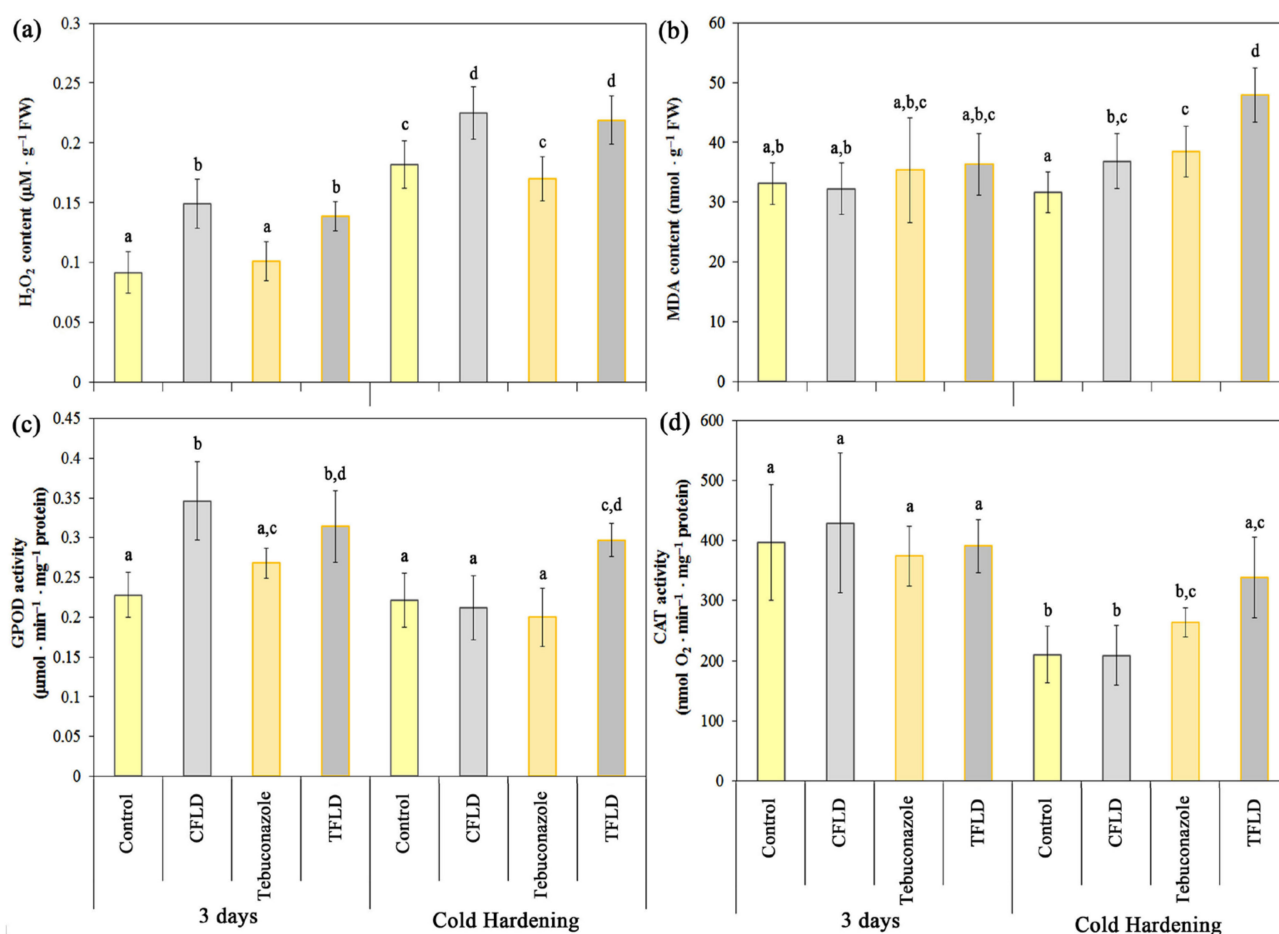 (a)
H₂O₂ content (µM · g⁻¹ FW)
0.3
0.25
0.2
0.15
0.1
0.05
0
a
b
a
b
c
d
c
d
(b)
MDA content (nmol · g⁻¹ FW)
60
50
40
30
20
10
0
a,b
a,b
a,b,c
a,b,c
a
b,c
c
d
(c)
GPOD activity
(µmol · min⁻¹ · mg⁻¹ protein)
0.45
0.4
0.35
0.3
0.25
0.2
0.15
0.1
0.05
0
a
b
a,c
b,d
a
a
a
c,d
Control
CFLD
Tebuconazole
TFLD
Control
CFLD
Tebuconazole
TFLD
3 days
Cold Hardening
(d)
CAT activity
(nmol O₂ · min⁻¹ · mg⁻¹ protein)
600
500
400
300
200
100
0
a
a
a
a
b
b
b,c
a,c
Control
CFLD
Tebuconazole
TFLD
Control
CFLD
Tebuconazole
TFLD
3 days
Cold Hardening